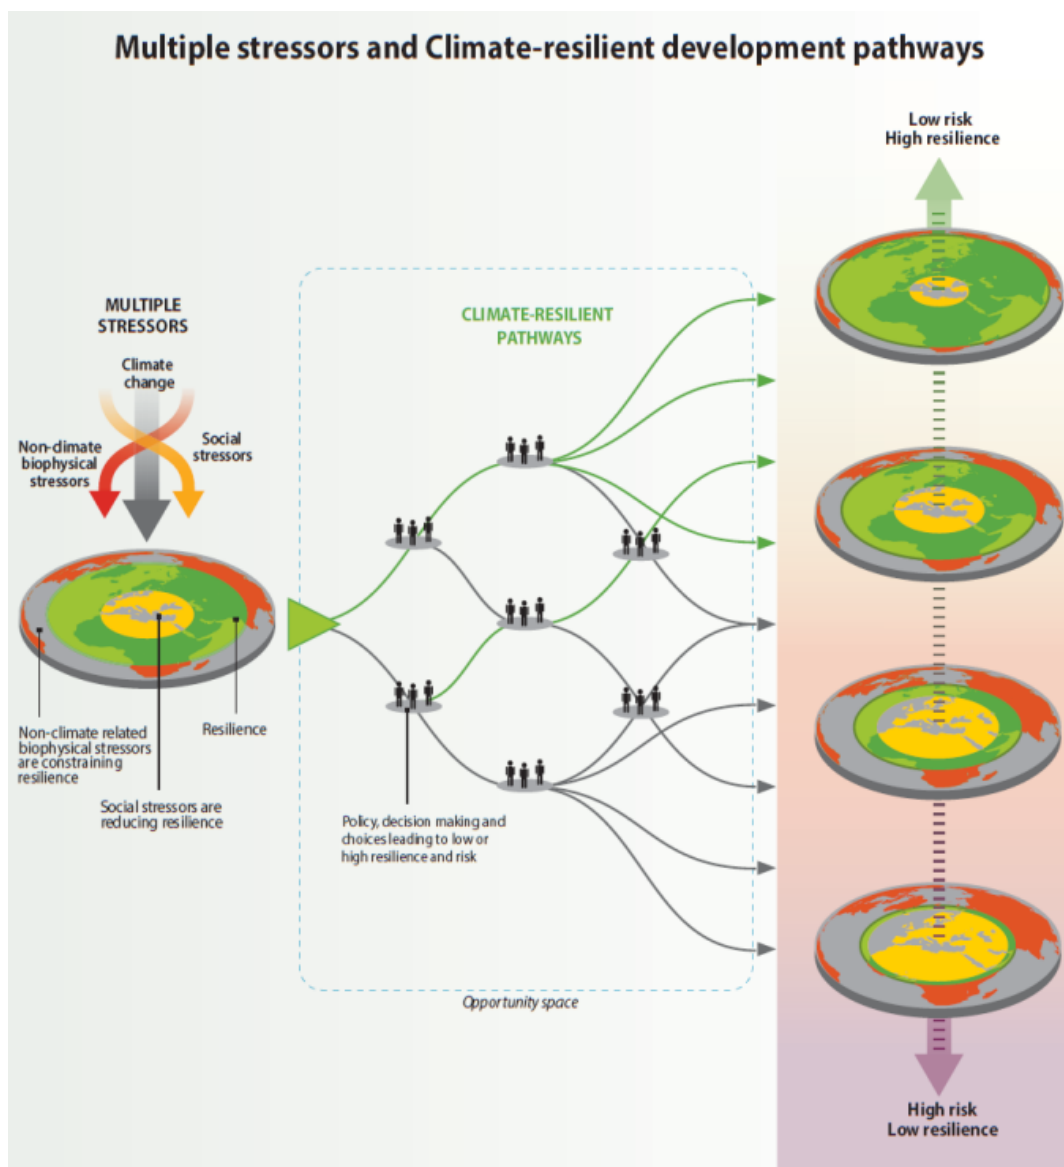 Multiple stressors and Climate-resilient development pathways
Low risk
High resilience
MULTIPLE
STRESSORS
Climate
change
Non-climate
biophysical
stressors
Social
stressors
CLIMATE-RESILIENT
PATHWAYS
Non-climate related
biophysical stressors
are constraining
resilience
Resilience
Social stressors are
reducing resilience
Policy, decision making and
choices leading to low or
high resilience and risk
Opportunity space
High risk
Low resilience